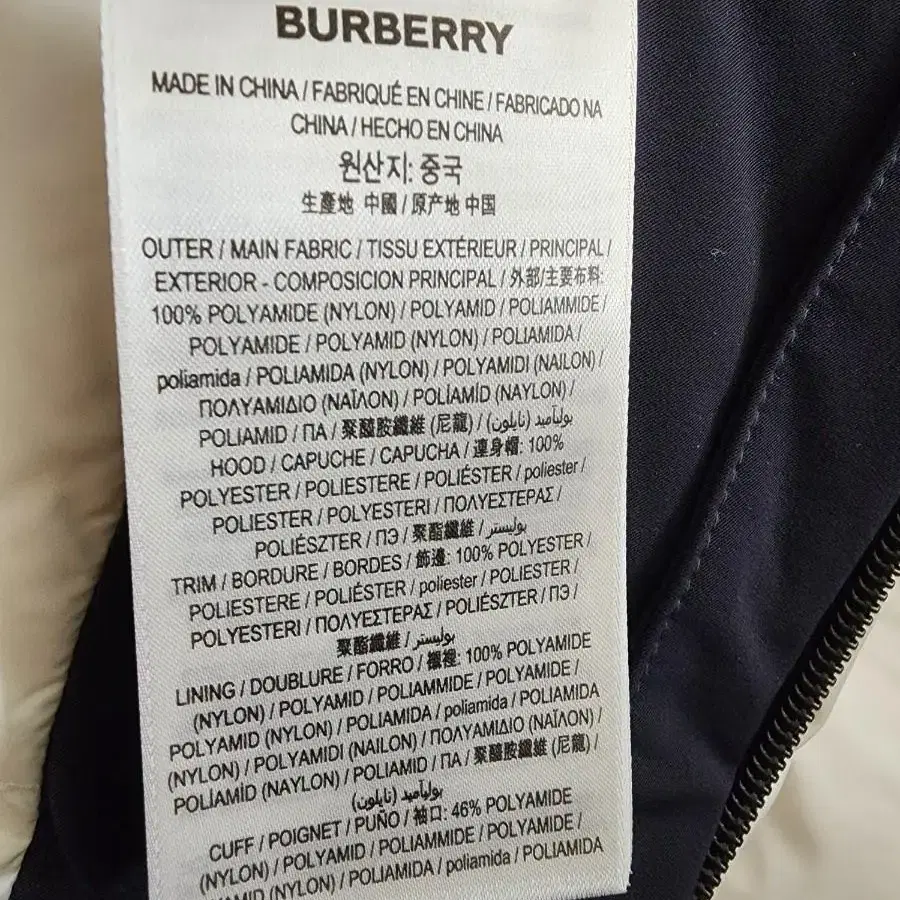 BURBERRY
MADE IN CHINA / FABRIQUÉ EN CHINE / FABRICADO NA
CHINA / HECHO EN CHINA
원산지: 중국
生產地 中國 / 原产地 中国
OUTER / MAIN FABRIC / TISSU EXTÉRIEUR / PRINCIPAL /
EXTERIOR - COMPOSICION PRINCIPAL / 外部/主要布料:
100% POLYAMIDE (NYLON) / POLYAMID / POLIAMMIDE /
POLYAMIDE / POLYAMID (NYLON) / POLIAMIDA /
poliamida / POLIAMIDA (NYLON) / POLYAMIDI (NAILON) /
ΠΟΛΥΑΜΙΔΙΟ (ΝΑΪΛΟΝ) / POLÍAMÍD (NAYLON) /
POLIAMID / ПА / 聚醯胺纖維 (尼龍) / بولياميد (نايلون)
HOOD / CAPUCHE / CAPUCHA / 連身帽: 100%
POLYESTER / POLIESTERE / POLIÉSTER / poliester /
POLIESTER / POLYESTERI / ΠΟΛΥΕΣΤΕΡΑΣ /
POLIÉSZTER / ПЭ / 聚酯纖維 / بوليستر
TRIM / BORDURE / BORDES / 飾邊: 100% POLYESTER /
POLIESTERE / POLIÉSTER / poliester / POLIESTER /
POLYESTERI / ΠΟΛΥΕΣΤΕΡΑΣ / POLIÉSZTER / ПЭ /
聚酯纖維 / بوليستر
LINING / DOUBLURE / FORRO / 襯裡: 100% POLYAMIDE
(NYLON) / POLYAMID / POLIAMMIDE / POLYAMIDE /
POLYAMID (NYLON) / POLIAMIDA / poliamida / POLIAMIDA
(NYLON) / POLYAMIDI (NAILON) / ΠΟΛΥΑΜΙΔΙΟ (ΝΑΪΛΟΝ) /
POLÍAMÍD (NAYLON) / POLIAMID / ПА / 聚醯胺纖維 (尼龍) /
بولياميد (نايلون)
CUFF / POIGNET / PUÑO / 袖口: 46% POLYAMIDE
(NYLON) / POLYAMID / POLIAMMIDE / POLYAMIDE /
(NYLON) / POLIAMIDA / poliamida / POLIAMIDA